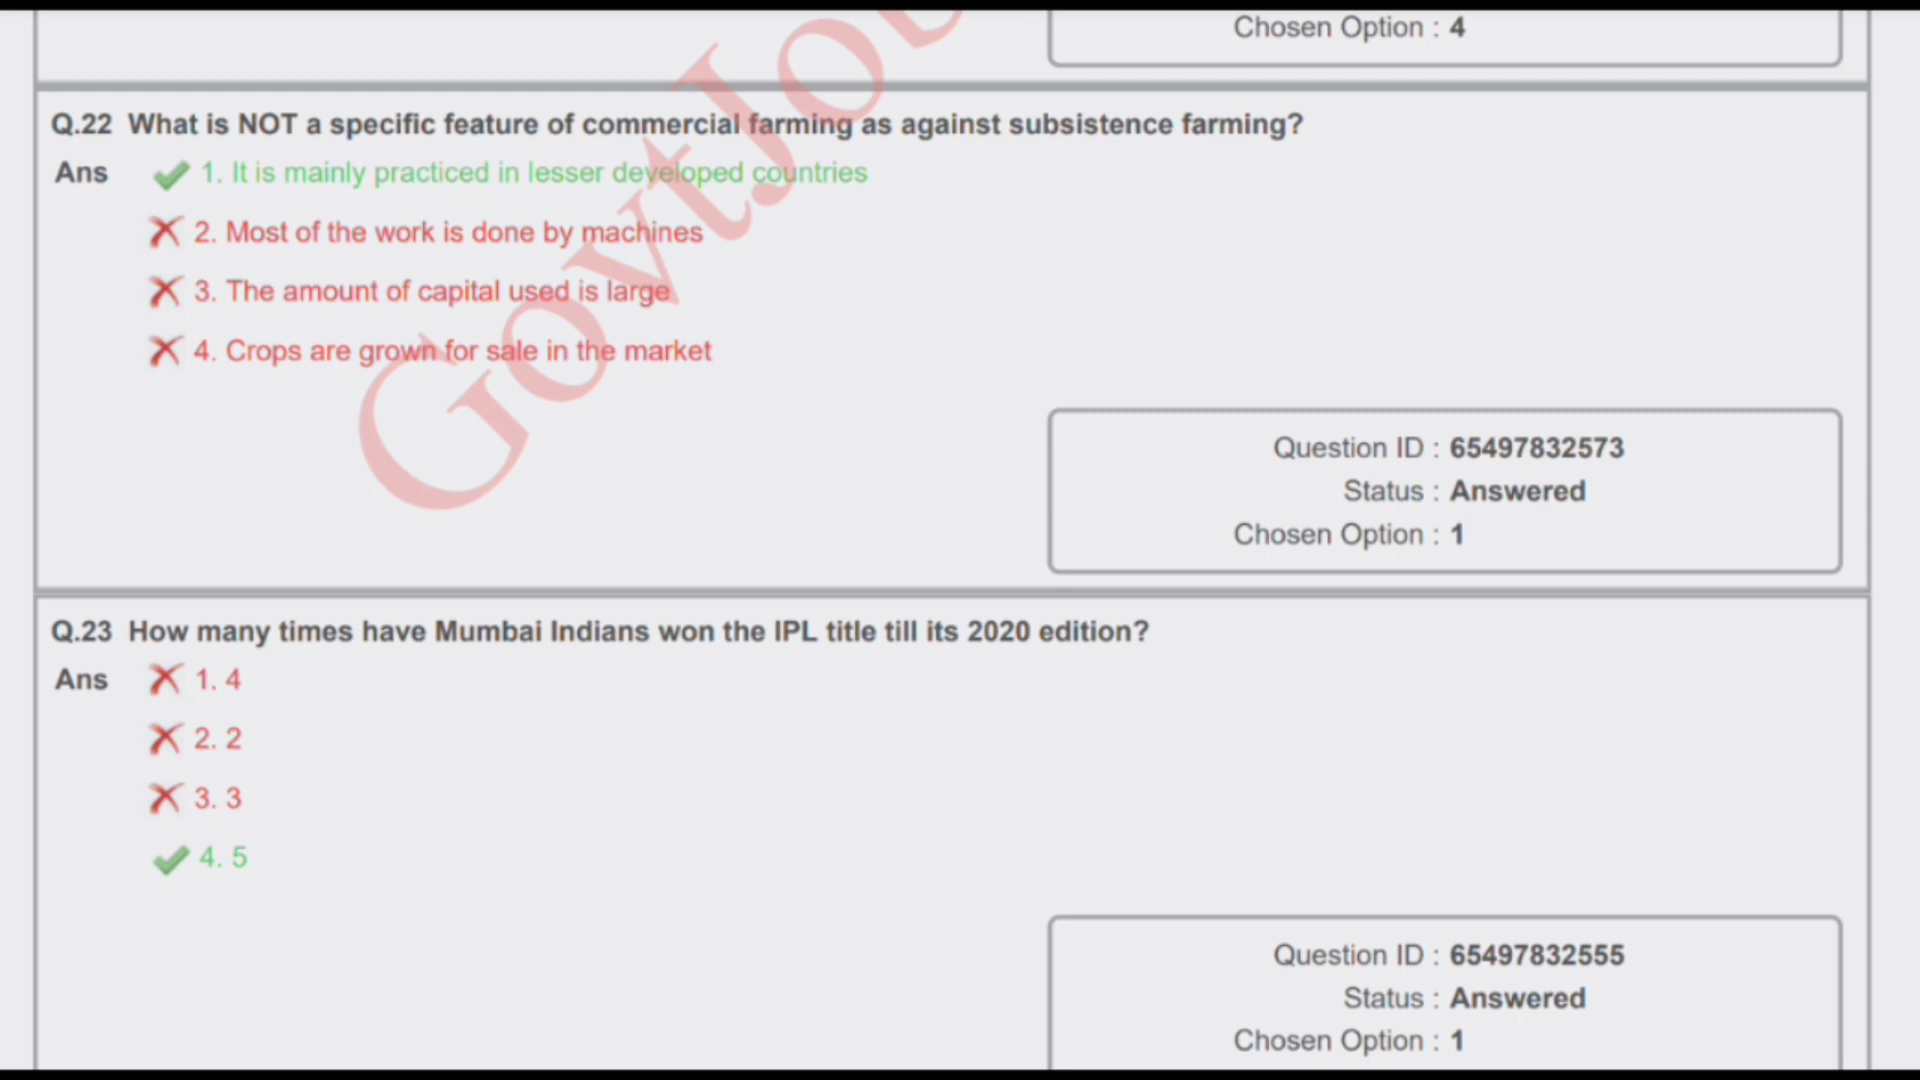 Chosen Option : 4
Q.22 What is NOT a specific feature of commercial farming as against subsistence farming?
Ans 1. It is mainly practiced in lesser developed countries
2. Most of the work is done by machines
3. The amount of capital used is large
4. Crops are grown for sale in the market
Question ID : 65497832573
Status : Answered
Chosen Option : 1
Q.23 How many times have Mumbai Indians won the IPL title till its 2020 edition?
Ans 1. 4
2. 2
3. 3
4. 5
Question ID : 65497832555
Status : Answered
Chosen Option : 1